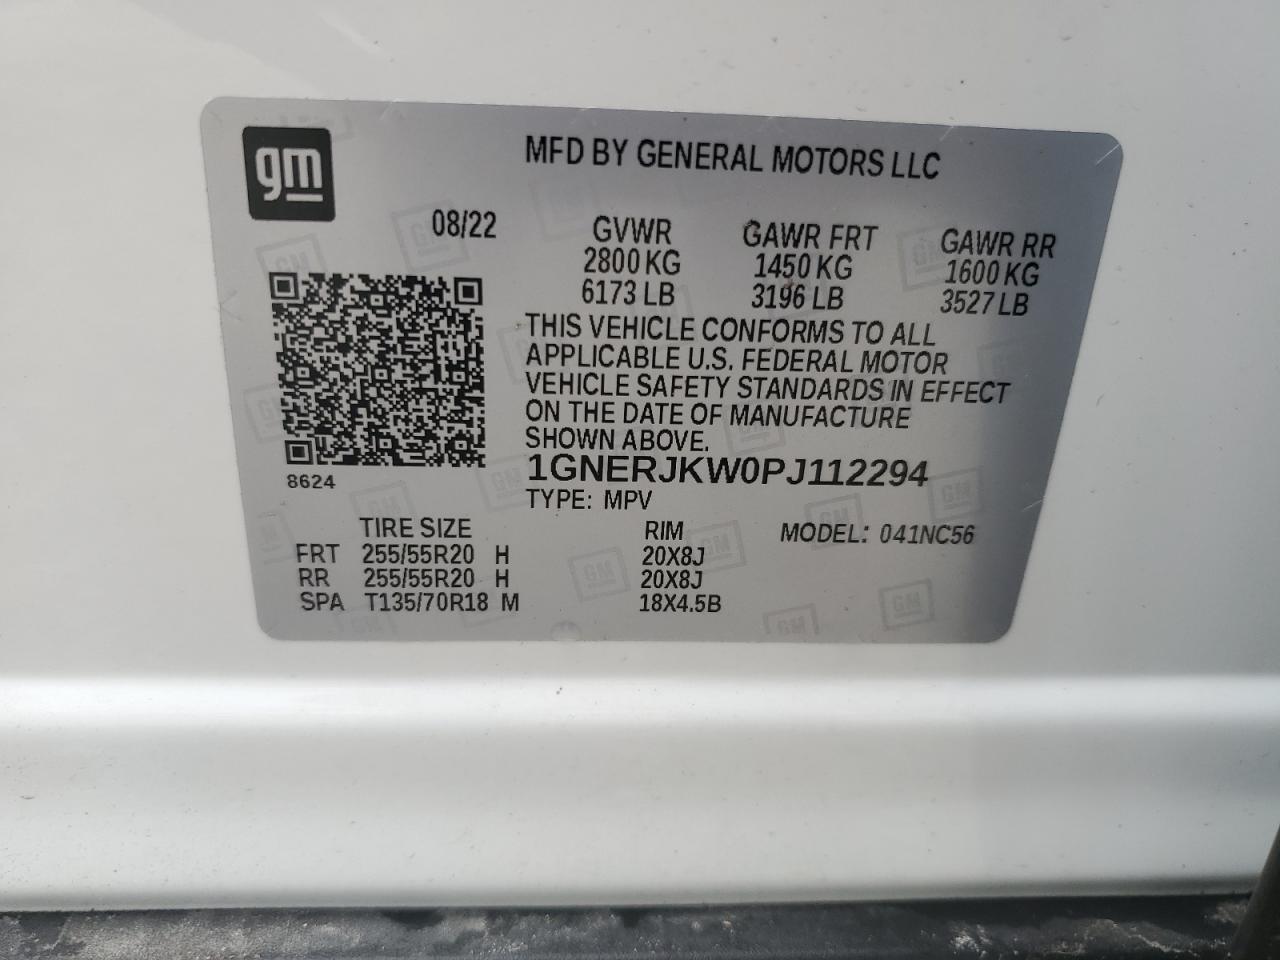 gm
MFD BY GENERAL MOTORS LLC
08/22 GVWR GAWR FRT GAWR RR
2800 KG 1450 KG 1600 KG
6173 LB 3196 LB 3527 LB
THIS VEHICLE CONFORMS TO ALL
APPLICABLE U.S. FEDERAL MOTOR
VEHICLE SAFETY STANDARDS IN EFFECT
ON THE DATE OF MANUFACTURE
SHOWN ABOVE.
8624
1GNERJKW0PJ112294
TYPE: MPV
TIRE SIZE RIM MODEL: 041NC56
FRT 255/55R20 H 20X8J
RR 255/55R20 H 20X8J
SPA T135/70R18 M 18X4.5B